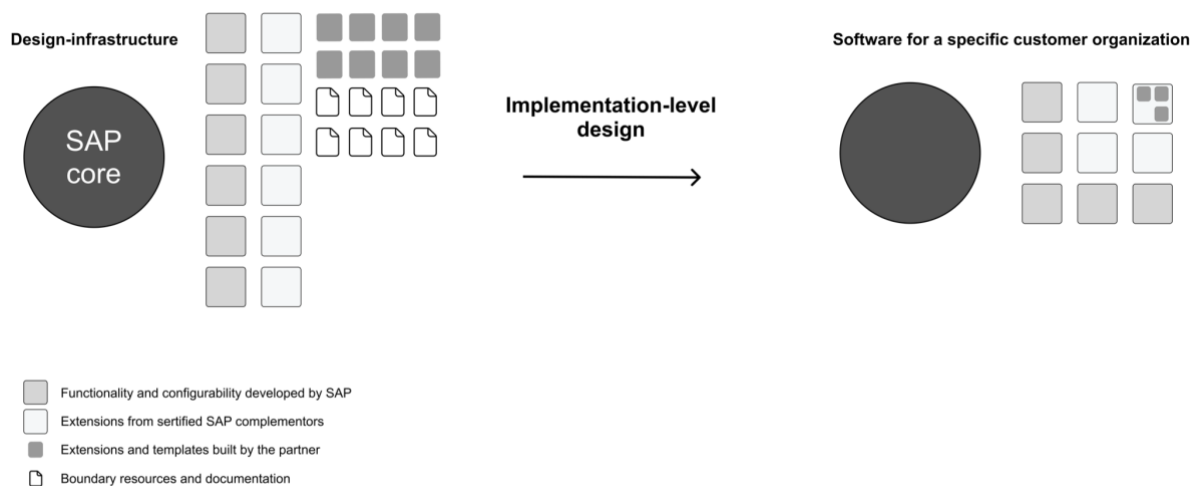 Design-infrastructure
SAP
core
Implementation-level
design
Software for a specific customer organization
Functionality and configurability developed by SAP
Extensions from sertified SAP complementors
Extensions and templates built by the partner
Boundary resources and documentation